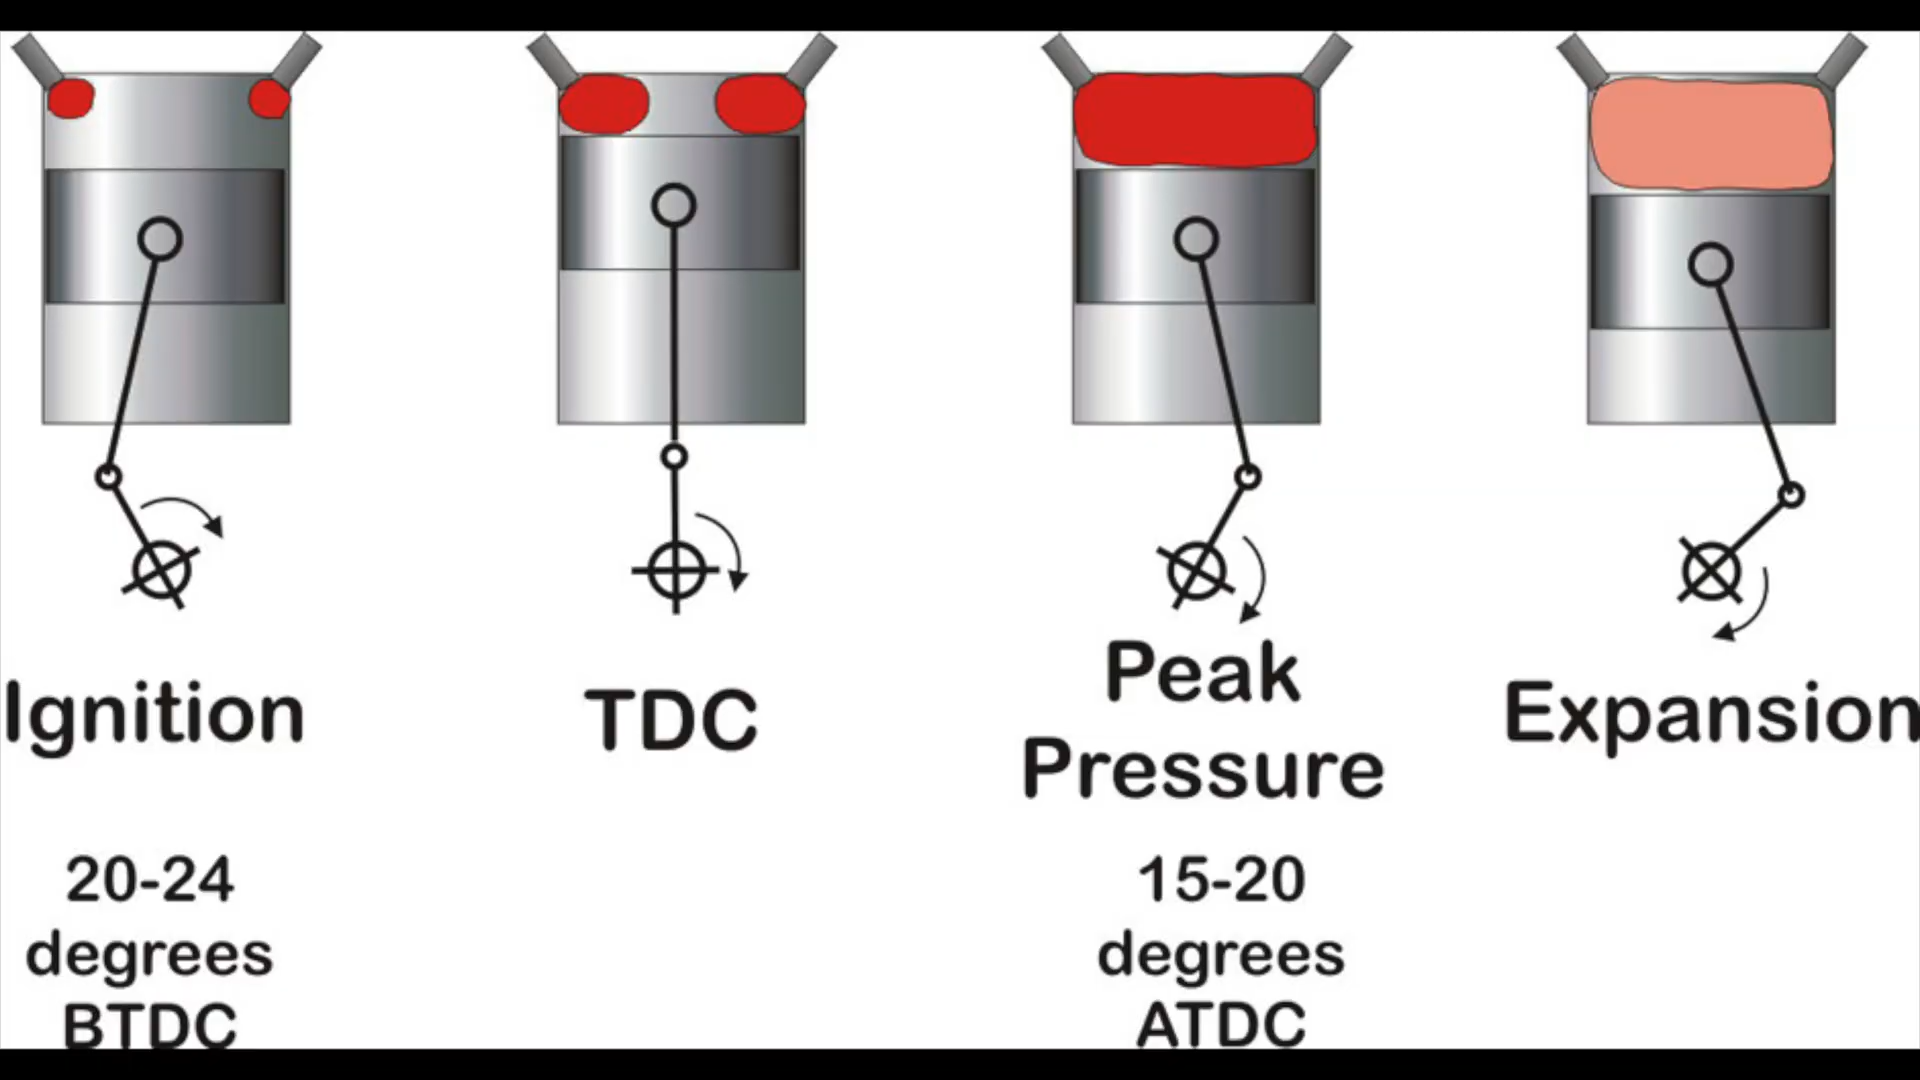 Ignition
TDC
Peak
Pressure
Expansion
20-24
degrees
BTDC
15-20
degrees
ATDC